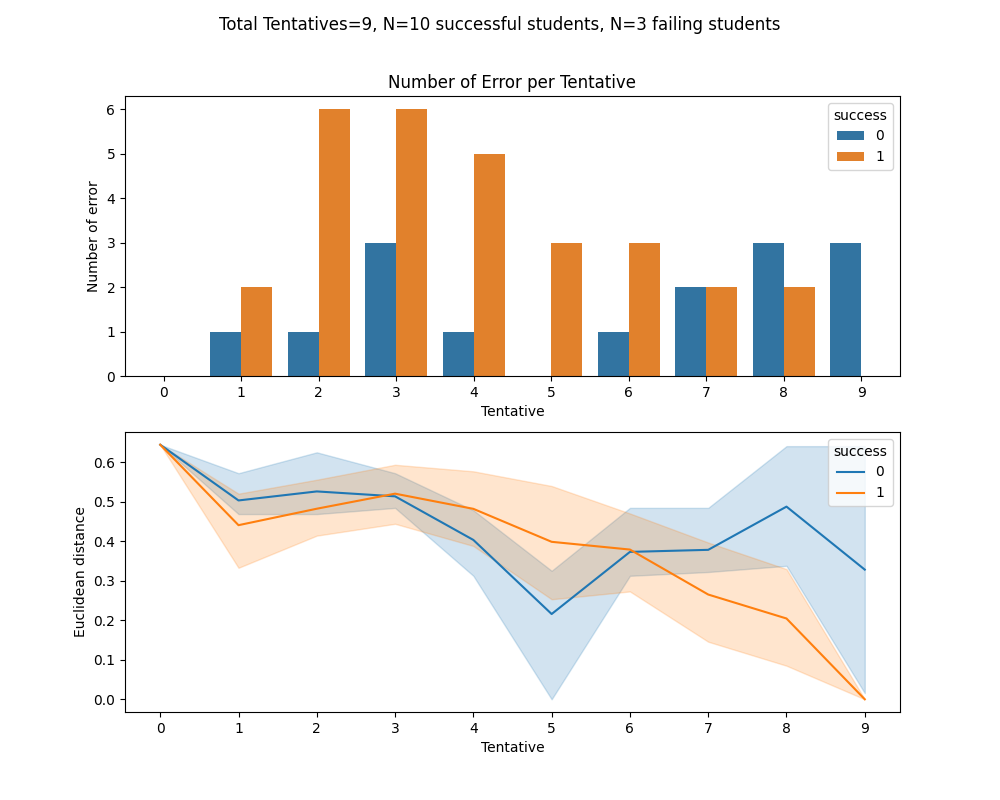 Total Tentatives=9, N=10 successful students, N=3 failing students
Number of Error per Tentative
Number of error
6
5
4
3
2
1
0
success
0
1
0 1 2 3 4 5 6 7 8 9
Tentative
Euclidean distance
0.6
0.5
0.4
0.3
0.2
0.1
0.0
success
0
1
0 1 2 3 4 5 6 7 8 9
Tentative